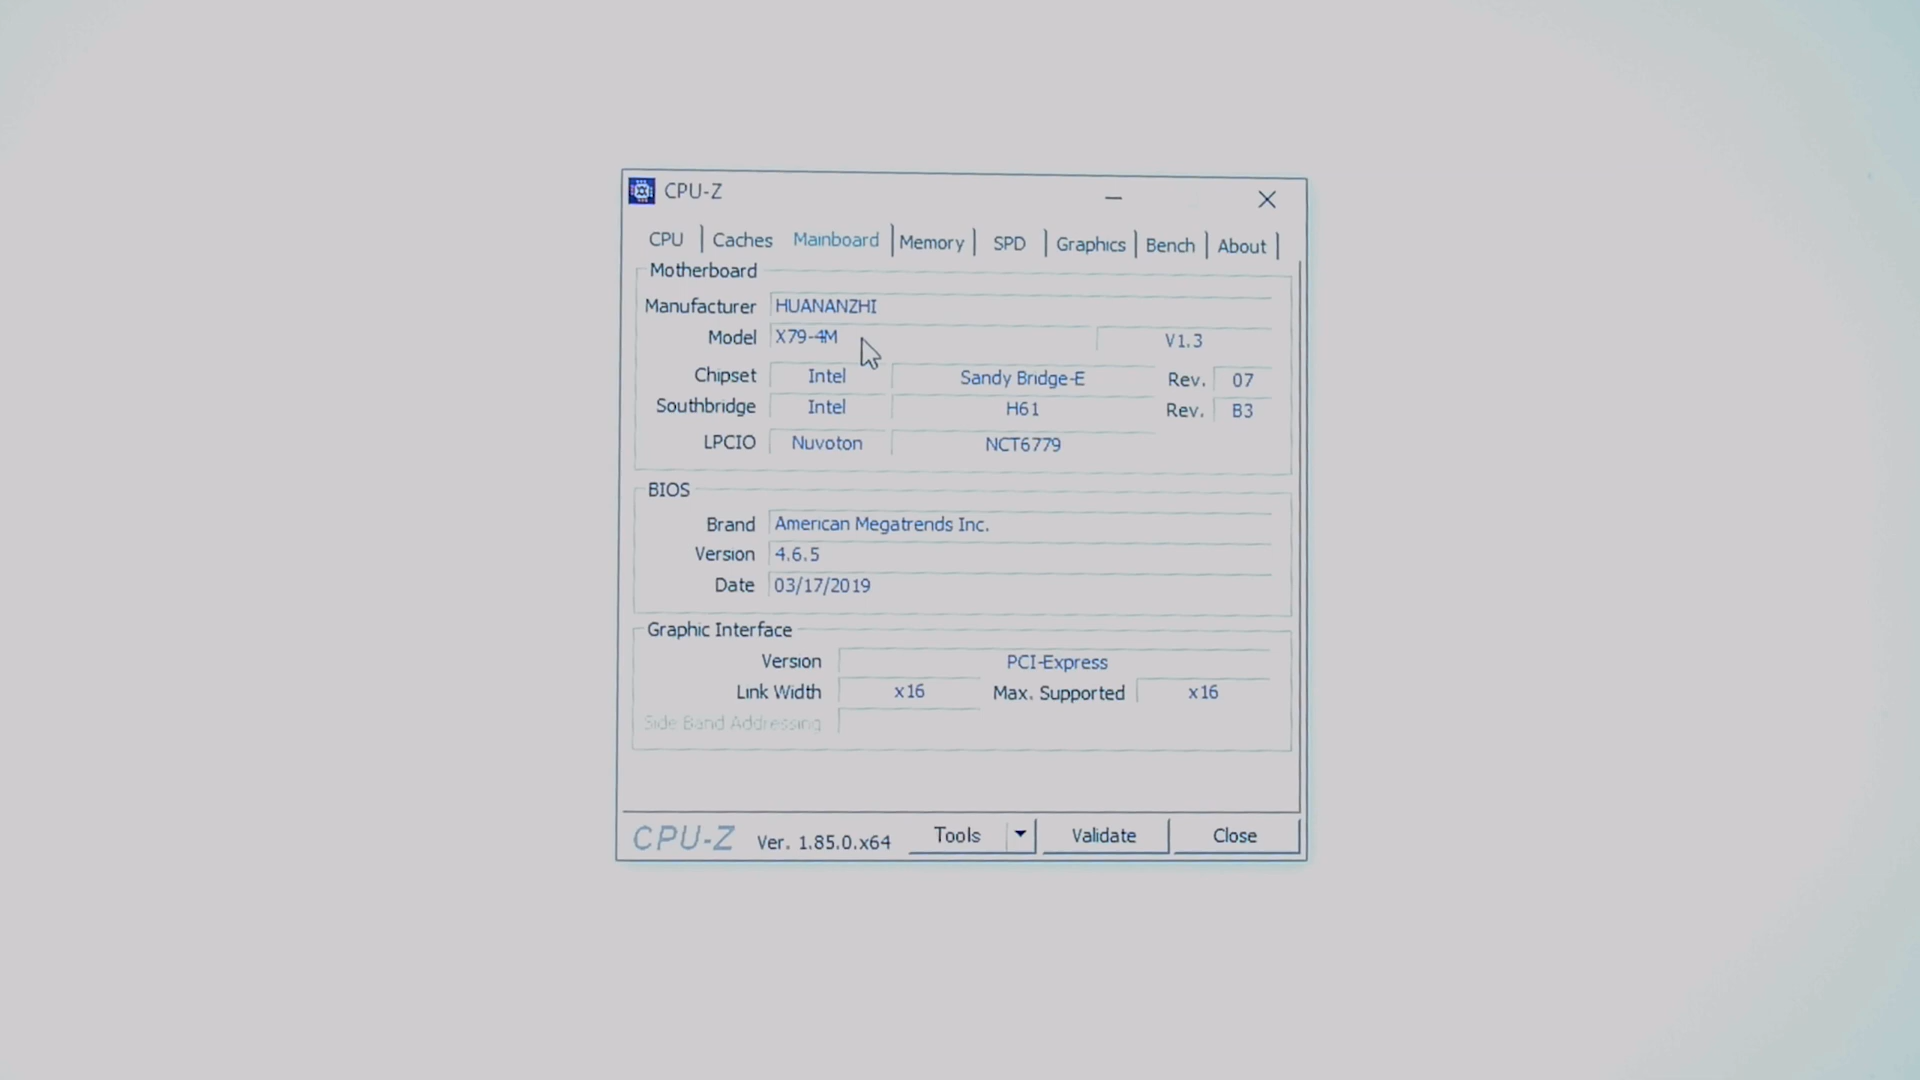 CPU-Z
CPU Caches Mainboard Memory SPD Graphics Bench About
Motherboard
Manufacturer HUANANZHI
Model X79-4M V1.3
Chipset Intel Sandy Bridge-E Rev. 07
Southbridge Intel H61 Rev. B3
LPCIO Nuvoton NCT6779
BIOS
Brand American Megatrends Inc.
Version 4.6.5
Date 03/17/2019
Graphic Interface
Version PCI-Express
Link Width x16 Max. Supported x16
Side Band Addressing
CPU-Z Ver. 1.85.0.x64 Tools Validate Close